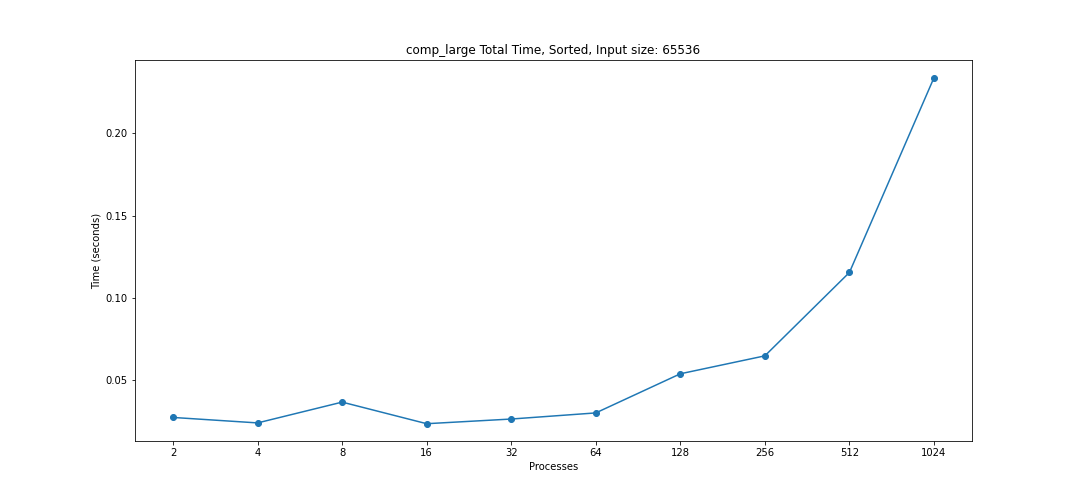 comp_large Total Time, Sorted, Input size: 65536
0.20
0.15
0.10
0.05
Time (seconds)
2 4 8 16 32 64 128 256 512 1024
Processes